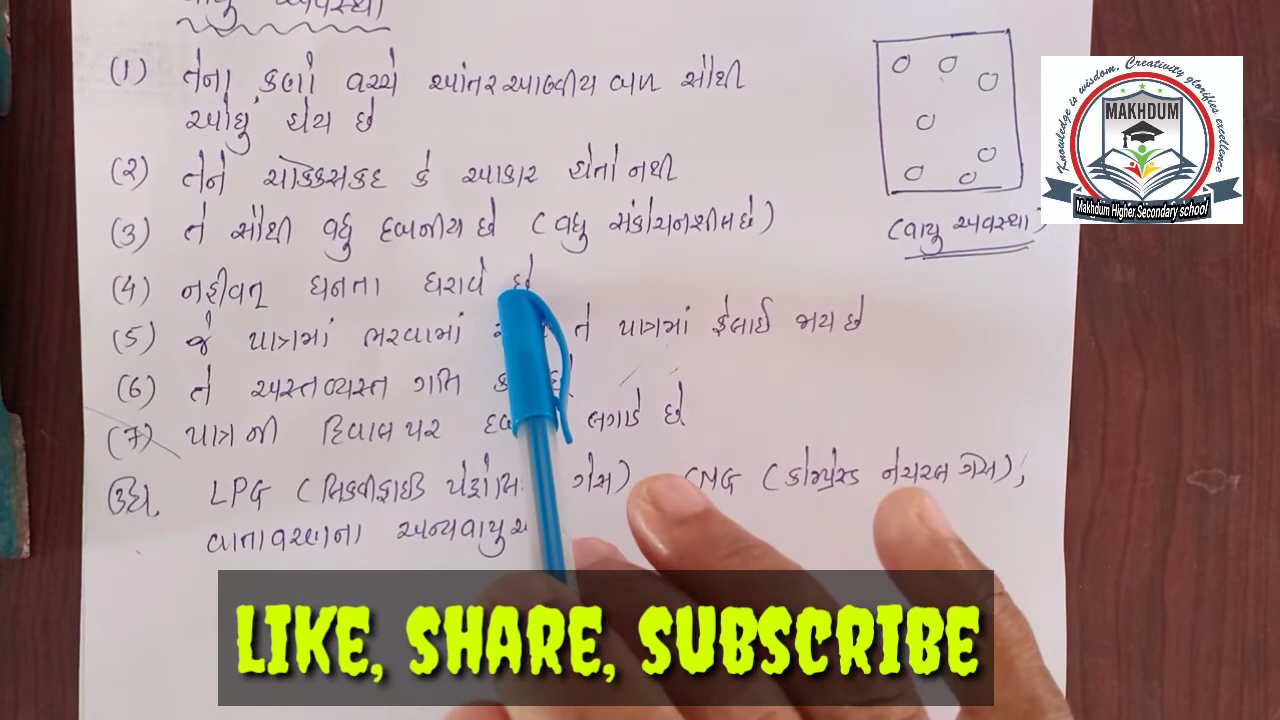 વાયુ અવસ્થા
(1) તેના કણો વચ્ચે આંતરઆણ્વીય બળ સૌથી
ઓછું હોય છે
(2) તેને ચોક્કસકદ કે આકાર હોતો નથી
(3) તે સૌથી વધુ દબનીય છે (વધુ સંકોચનશીલ છે)
(4) નહીવત્ ઘનતા ધરાવે છે
(5) જે પાત્રમાં ભરવામાં તે પાત્રમાં ફેલાઈ જાય છે
(6) તે અસ્તવ્યસ્ત ગતિ
(7) પાત્રની દિવાલ પર લગાડે છે
ઉદા. LPG (લિકવીફાઈડ ગેસ) CNG (કોમ્પ્રેસ્ડ નેચરલ ગેસ),
વાતાવરણના અન્યવાયુઓ
(વાયુ અવસ્થા)
Knowledge is wisdom, Creativity glorifies excellence
MAKHDUM
Makhdum Higher Secondary school
LIKE, SHARE, SUBSCRIBE